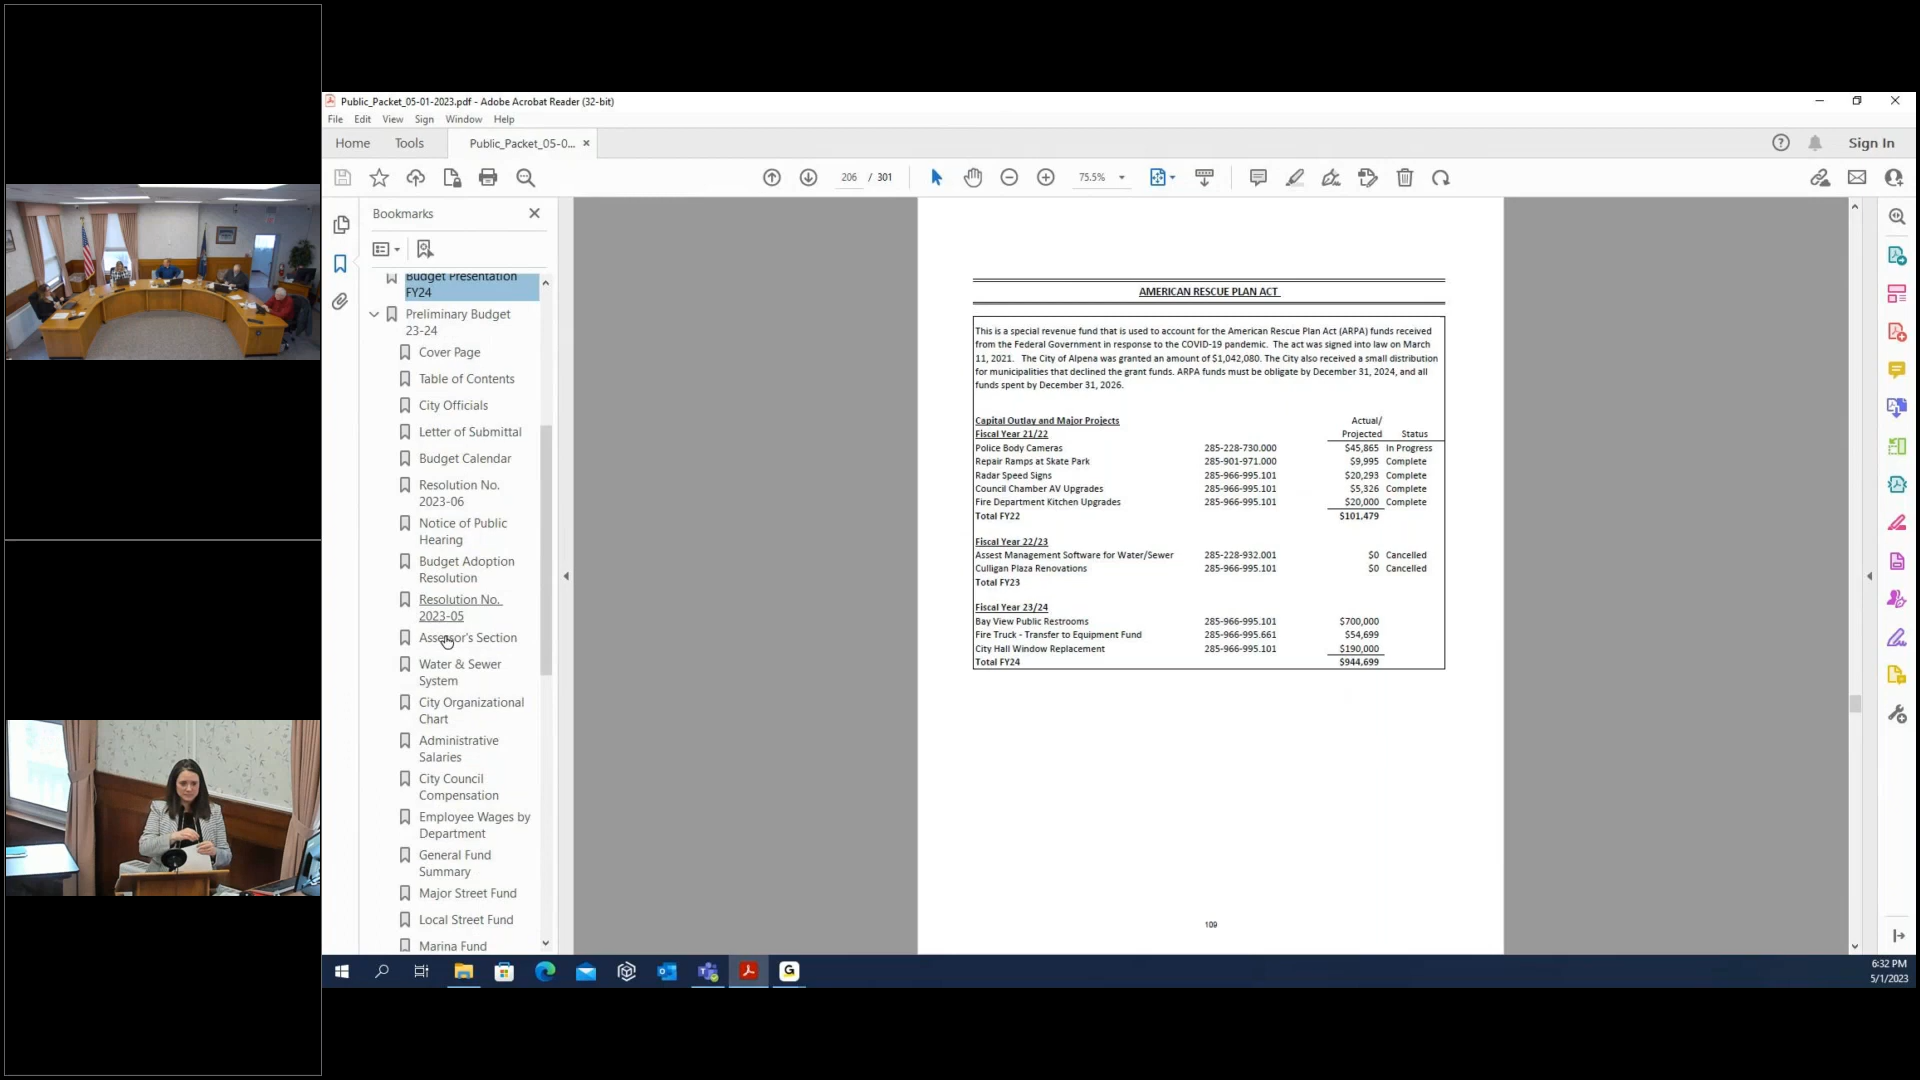 Public_Packet_05-01-2023.pdf - Adobe Acrobat Reader (32-bit)
File Edit View Sign Window Help
Home Tools Public_Packet_05-0... Sign In
206 / 301 75.5%
Bookmarks
Budget Presentation
FY24
Preliminary Budget
23-24
Cover Page
Table of Contents
City Officials
Letter of Submittal
Budget Calendar
Resolution No.
2023-06
Notice of Public
Hearing
Budget Adoption
Resolution
Resolution No.
2023-05
Assessor's Section
Water & Sewer
System
City Organizational
Chart
Administrative
Salaries
City Council
Compensation
Employee Wages by
Department
General Fund
Summary
Major Street Fund
Local Street Fund
Marina Fund
AMERICAN RESCUE PLAN ACT
This is a special revenue fund that is used to account for the American Rescue Plan Act (ARPA) funds received
from the Federal Government in response to the COVID-19 pandemic. The act was signed into law on March
11, 2021. The City of Alpena was granted an amount of $1,042,080. The City also received a small distribution
for municipalities that declined the grant funds. ARPA funds must be obligate by December 31, 2024, and all
funds spent by December 31, 2026.
Capital Outlay and Major Projects Actual/
Fiscal Year 21/22 Projected Status
Police Body Cameras 285-228-730.000 $45,865 In Progress
Repair Ramps at Skate Park 285-901-971.000 $9,995 Complete
Radar Speed Signs 285-966-995.101 $20,293 Complete
Council Chamber AV Upgrades 285-966-995.101 $5,326 Complete
Fire Department Kitchen Upgrades 285-966-995.101 $20,000 Complete
Total FY22 $101,479
Fiscal Year 22/23
Assest Management Software for Water/Sewer 285-228-932.001 $0 Cancelled
Culligan Plaza Renovations 285-966-995.101 $0 Cancelled
Total FY23
Fiscal Year 23/24
Bay View Public Restrooms 285-966-995.101 $700,000
Fire Truck - Transfer to Equipment Fund 285-966-995.661 $54,699
City Hall Window Replacement 285-966-995.101 $190,000
Total FY24 $944,699
109
6:32 PM
5/1/2023